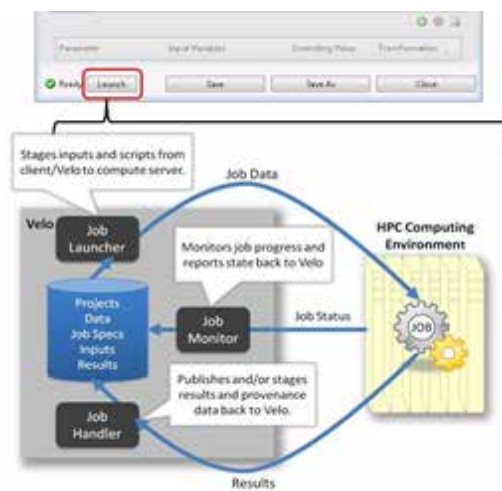 Parameter Input Variables Overriding Value Transformation
Ready Launch Save Save As Close
Stages inputs and scripts from
client/Velo to compute server.
Job Data
Velo
Job
Launcher
Monitors job progress and
reports state back to Velo
HPC Computing
Environment
Projects
Data
Job Specs
Inputs
Results
Job
Monitor
Job Status
JOB
Publishes and/or stages
results and provenance
data back to Velo.
Job
Handler
Results